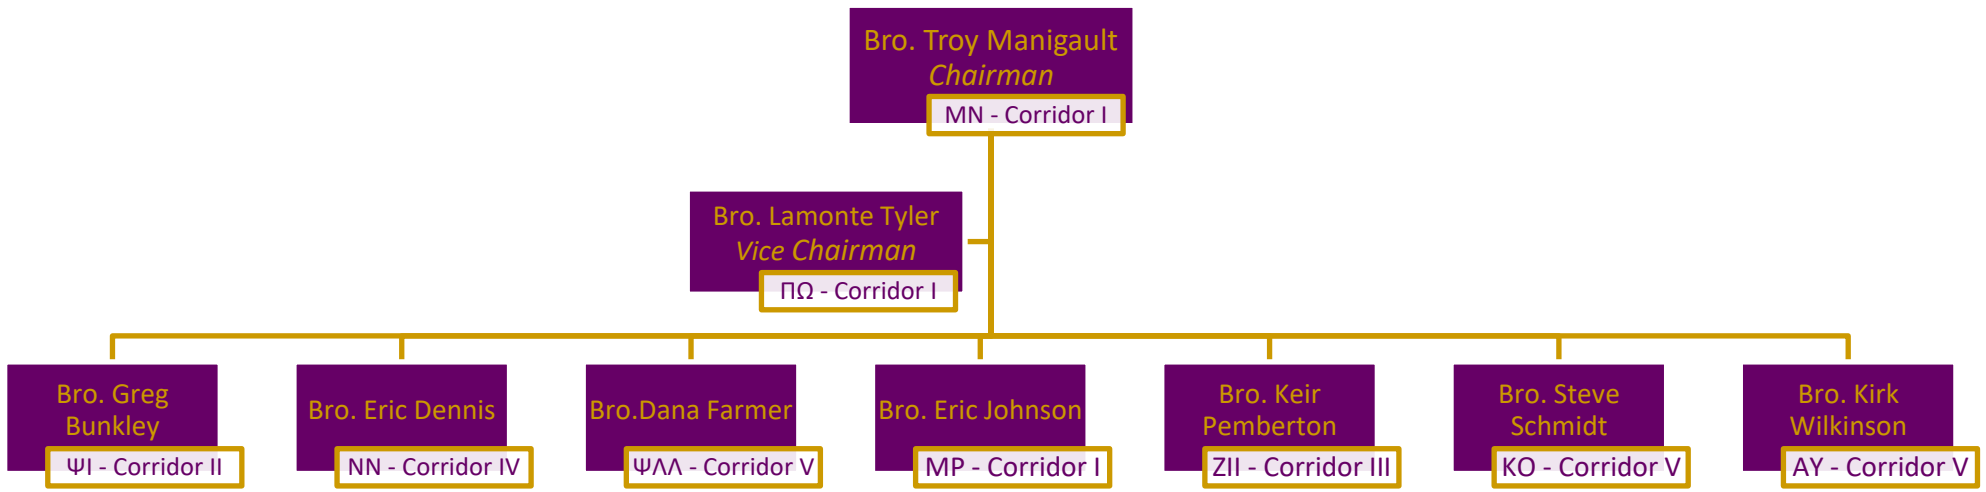 Bro. Troy Manigault
Chairman
MN - Corridor I
Bro. Lamonte Tyler
Vice Chairman
ΠΩ - Corridor I
Bro. Greg
Bunkley
ΨΙ - Corridor II
Bro. Eric Dennis
NN - Corridor IV
Bro.Dana Farmer
ΨΛΛ - Corridor V
Bro. Eric Johnson
MP - Corridor I
Bro. Keir
Pemberton
ZII - Corridor III
Bro. Steve
Schmidt
KO - Corridor V
Bro. Kirk
Wilkinson
AY - Corridor V